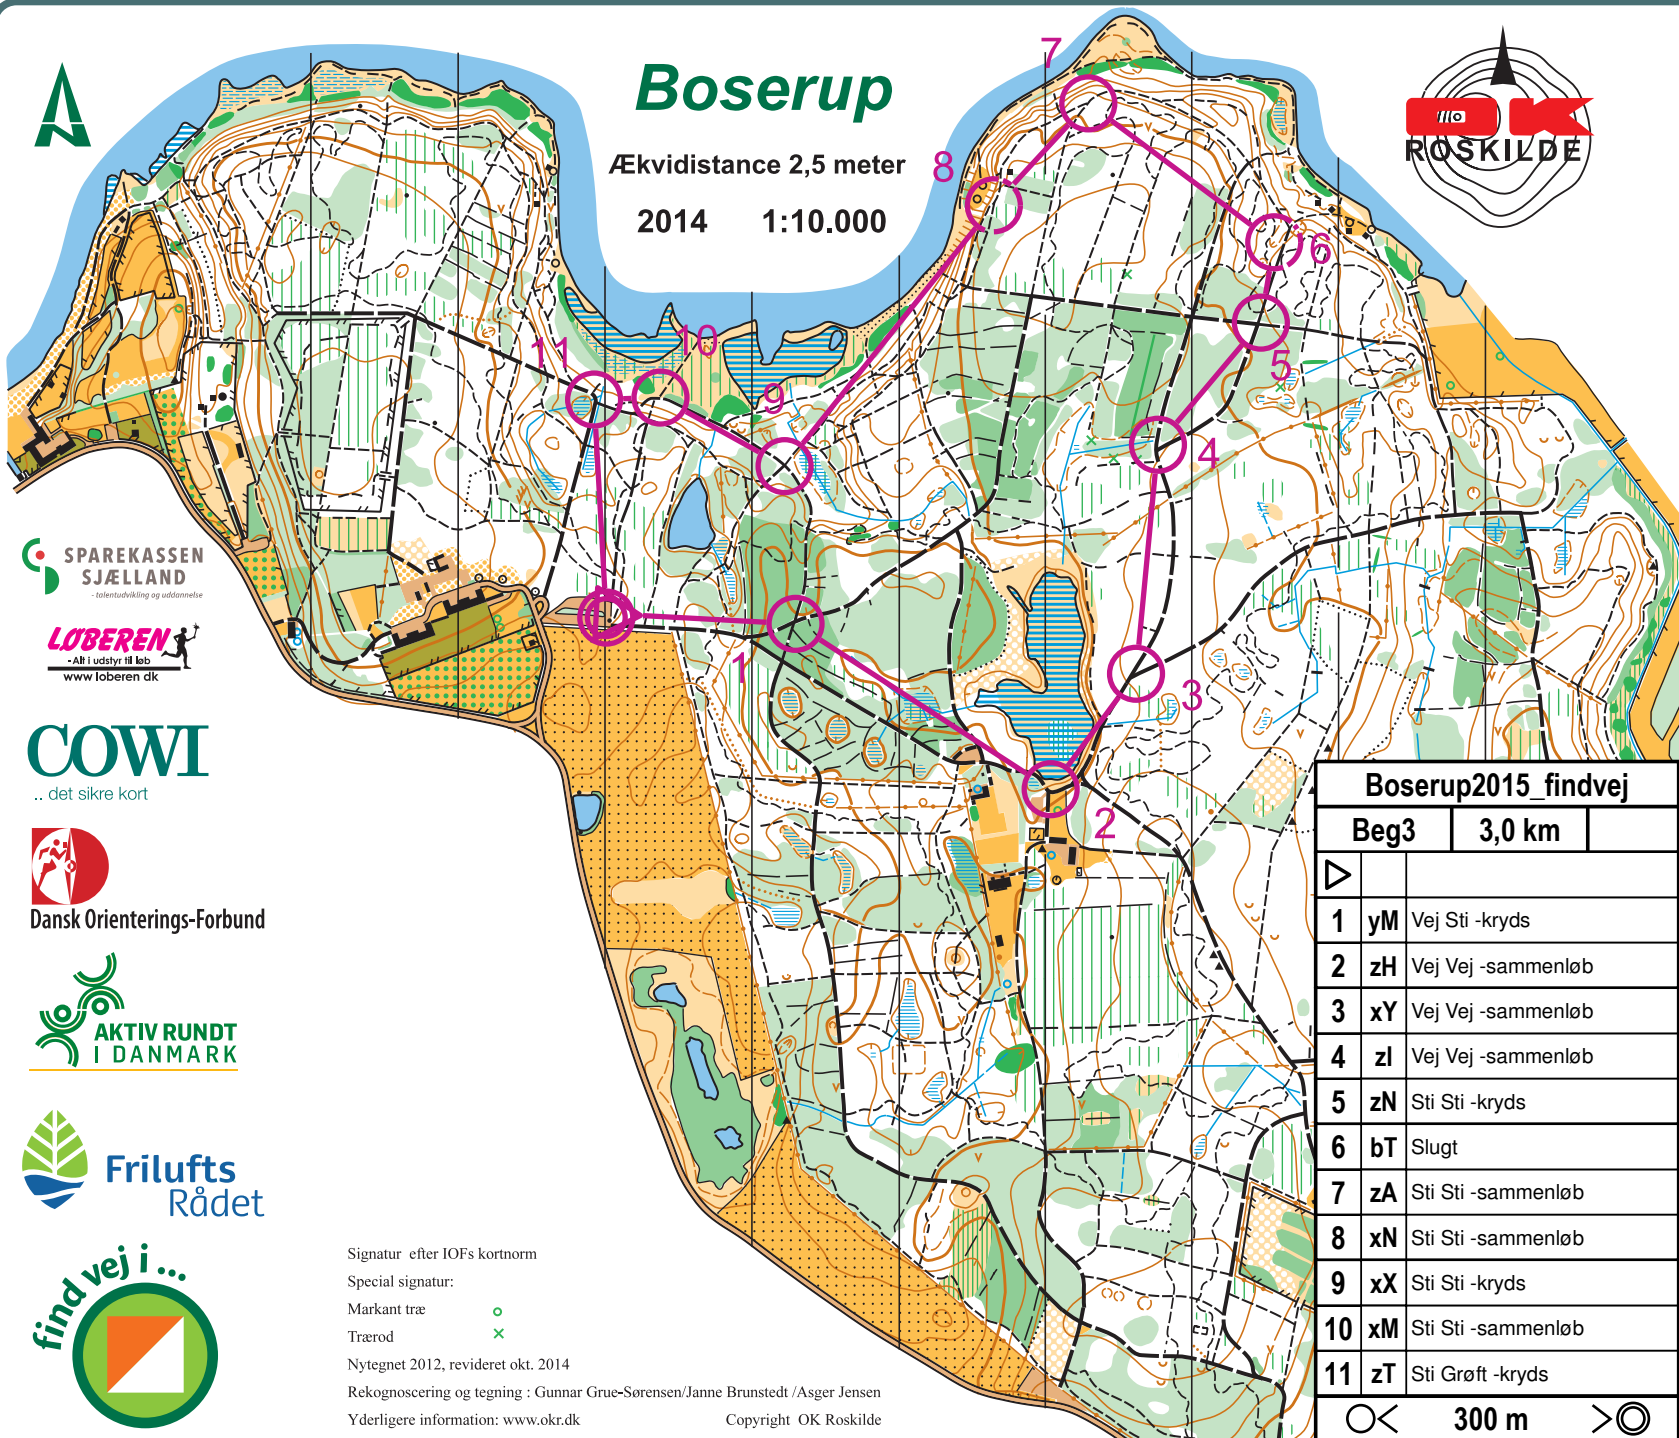 Boserup
Ækvidistance 2,5 meter
2014 1:10.000
OK
ROSKILDE
SPAREKASSEN
SJÆLLAND
- talentudvikling og uddannelse
LØBEREN
- Alt i udstyr til løb
www loberen dk
COWI
.. det sikre kort
Dansk Orienterings-Forbund
AKTIV RUNDT
I DANMARK
Frilufts
Rådet
find vej i ...
7
8
6
10
11
5
9
4
1
3
2
Signatur efter IOFs kortnorm
Special signatur:
Markant træ
Trærod
Nytegnet 2012, revideret okt. 2014
Rekognoscering og tegning : Gunnar Grue-Sørensen/Janne Brunstedt /Asger Jensen
Yderligere information: www.okr.dk Copyright OK Roskilde
Boserup2015_findvej
Beg3 3,0 km
1 yM Vej Sti -kryds
2 zH Vej Vej -sammenløb
3 xY Vej Vej -sammenløb
4 zI Vej Vej -sammenløb
5 zN Sti Sti -kryds
6 bT Slugt
7 zA Sti Sti -sammenløb
8 xN Sti Sti -sammenløb
9 xX Sti Sti -kryds
10 xM Sti Sti -sammenløb
11 zT Sti Grøft -kryds
300 m